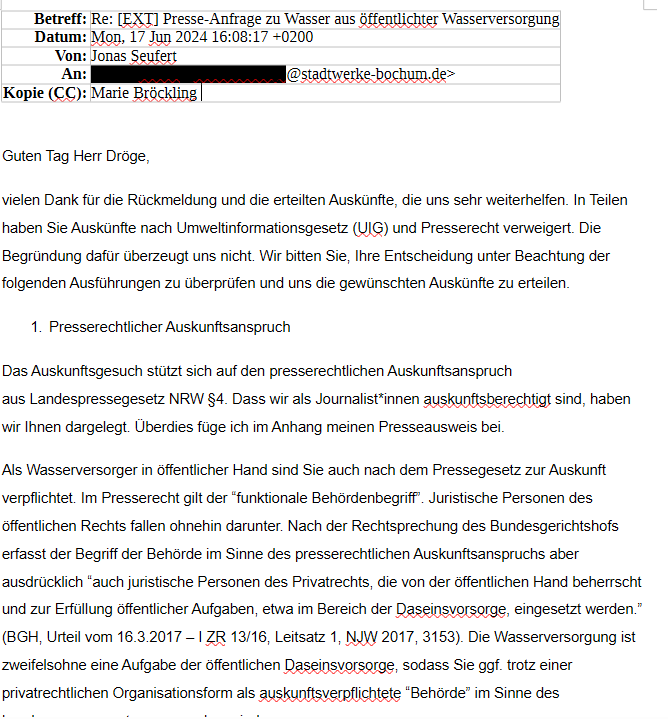 Betreff: Re: [EXT] Presse-Anfrage zu Wasser aus öffentlichter Wasserversorgung
Datum: Mon, 17 Jun 2024 16:08:17 +0200
Von: Jonas Seufert
An: @stadtwerke-bochum.de>
Kopie (CC): Marie Bröckling
Guten Tag Herr Dröge,
vielen Dank für die Rückmeldung und die erteilten Auskünfte, die uns sehr weiterhelfen. In Teilen
haben Sie Auskünfte nach Umweltinformationsgesetz (UIG) und Presserecht verweigert. Die
Begründung dafür überzeugt uns nicht. Wir bitten Sie, Ihre Entscheidung unter Beachtung der
folgenden Ausführungen zu überprüfen und uns die gewünschten Auskünfte zu erteilen.
1. Presserechtlicher Auskunftsanspruch
Das Auskunftsgesuch stützt sich auf den presserechtlichen Auskunftsanspruch
aus Landespressegesetz NRW §4. Dass wir als Journalist*innen auskunftsberechtigt sind, haben
wir Ihnen dargelegt. Überdies füge ich im Anhang meinen Presseausweis bei.
Als Wasserversorger in öffentlicher Hand sind Sie auch nach dem Pressegesetz zur Auskunft
verpflichtet. Im Presserecht gilt der “funktionale Behördenbegriff”. Juristische Personen des
öffentlichen Rechts fallen ohnehin darunter. Nach der Rechtsprechung des Bundesgerichtshofs
erfasst der Begriff der Behörde im Sinne des presserechtlichen Auskunftsanspruchs aber
ausdrücklich “auch juristische Personen des Privatrechts, die von der öffentlichen Hand beherrscht
und zur Erfüllung öffentlicher Aufgaben, etwa im Bereich der Daseinsvorsorge, eingesetzt werden.”
(BGH, Urteil vom 16.3.2017 – I ZR 13/16, Leitsatz 1, NJW 2017, 3153). Die Wasserversorgung ist
zweifelsohne eine Aufgabe der öffentlichen Daseinsvorsorge, sodass Sie ggf. trotz einer
privatrechtlichen Organisationsform als auskunftsverpflichtete “Behörde” im Sinne des